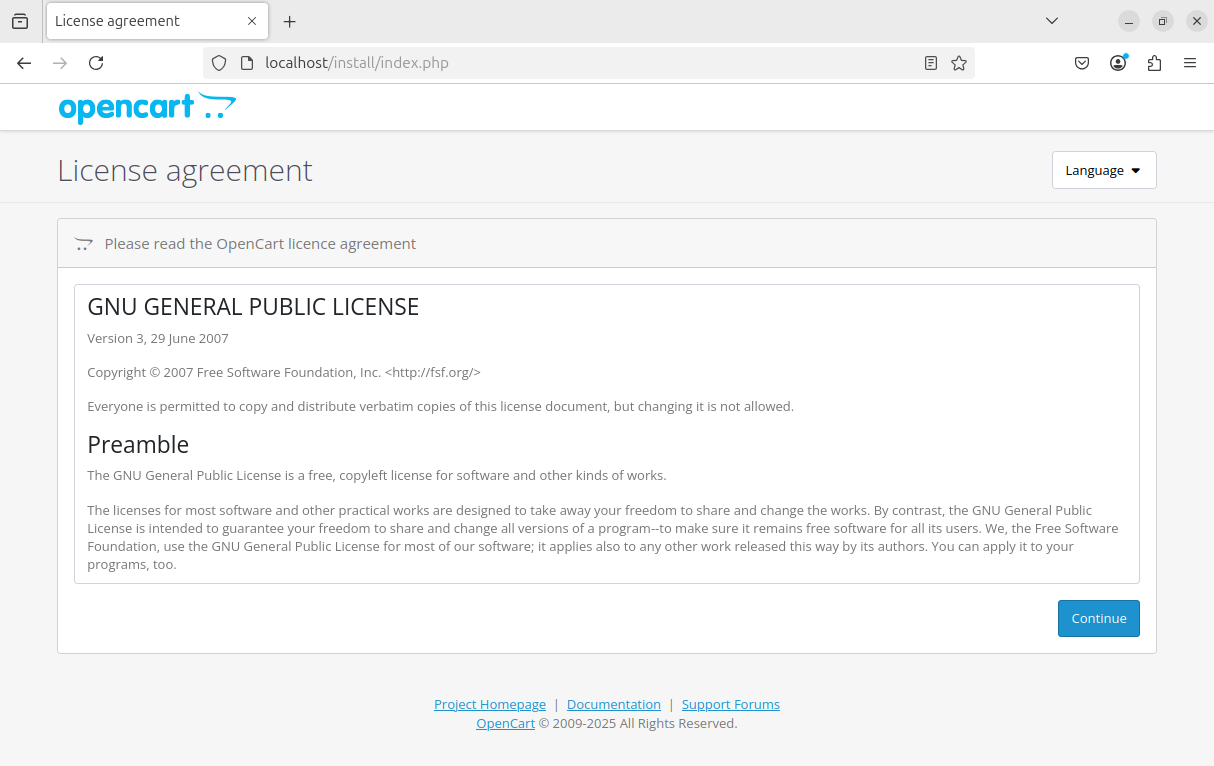 License agreement
localhost/install/index.php
opencart
License agreement
Language
Please read the OpenCart licence agreement
GNU GENERAL PUBLIC LICENSE
Version 3, 29 June 2007
Copyright © 2007 Free Software Foundation, Inc. <http://fsf.org/>
Everyone is permitted to copy and distribute verbatim copies of this license document, but changing it is not allowed.
Preamble
The GNU General Public License is a free, copyleft license for software and other kinds of works.
The licenses for most software and other practical works are designed to take away your freedom to share and change the works. By contrast, the GNU General Public
License is intended to guarantee your freedom to share and change all versions of a program--to make sure it remains free software for all its users. We, the Free Software
Foundation, use the GNU General Public License for most of our software; it applies also to any other work released this way by its authors. You can apply it to your
programs, too.
Continue
Project Homepage | Documentation | Support Forums
OpenCart © 2009-2025 All Rights Reserved.